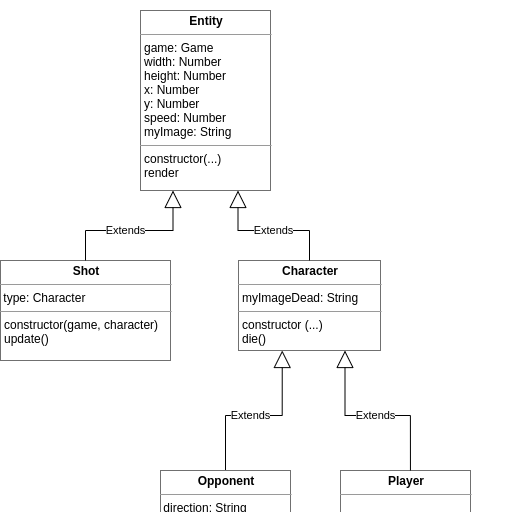 Entity
game: Game
width: Number
height: Number
x: Number
y: Number
speed: Number
myImage: String
constructor(...)
render
Extends
Extends
Shot
type: Character
constructor(game, character)
update()
Character
myImageDead: String
constructor (...)
die()
Extends
Extends
Opponent
direction: String
Player